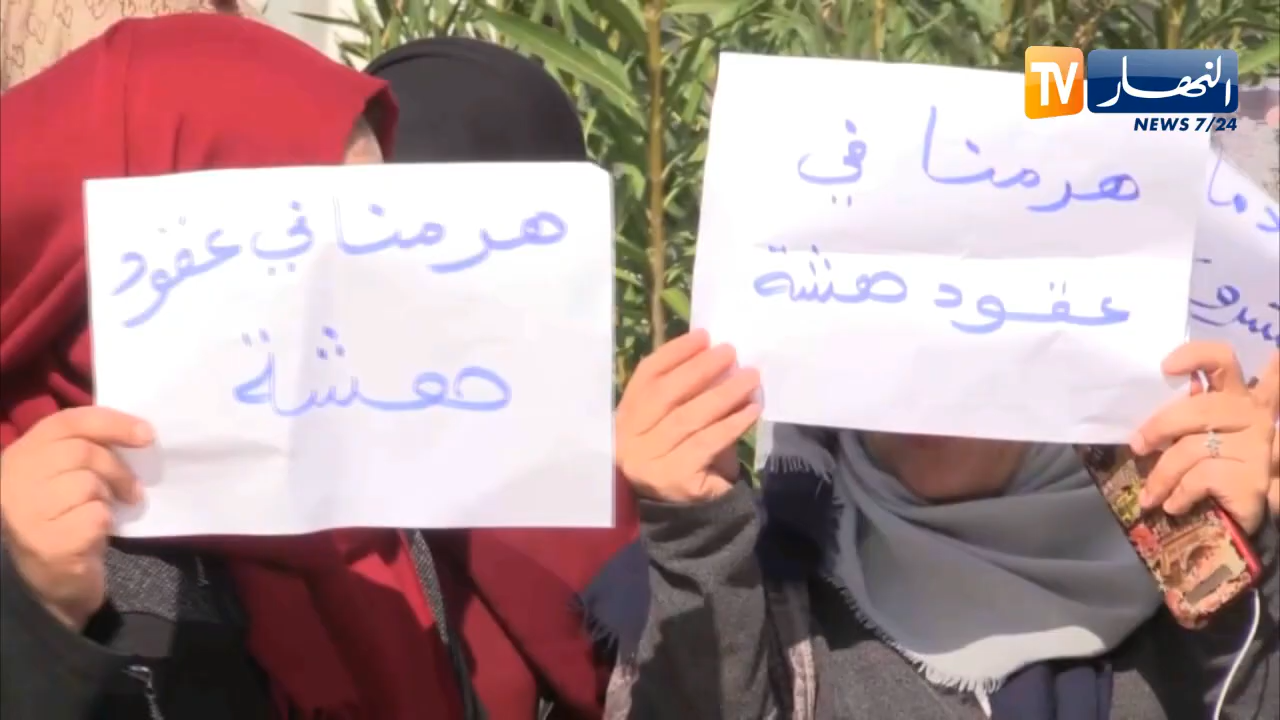 النهار TV
NEWS 7/24
هرمنا في
عقود هشة
هرمنا في عقود
هشة